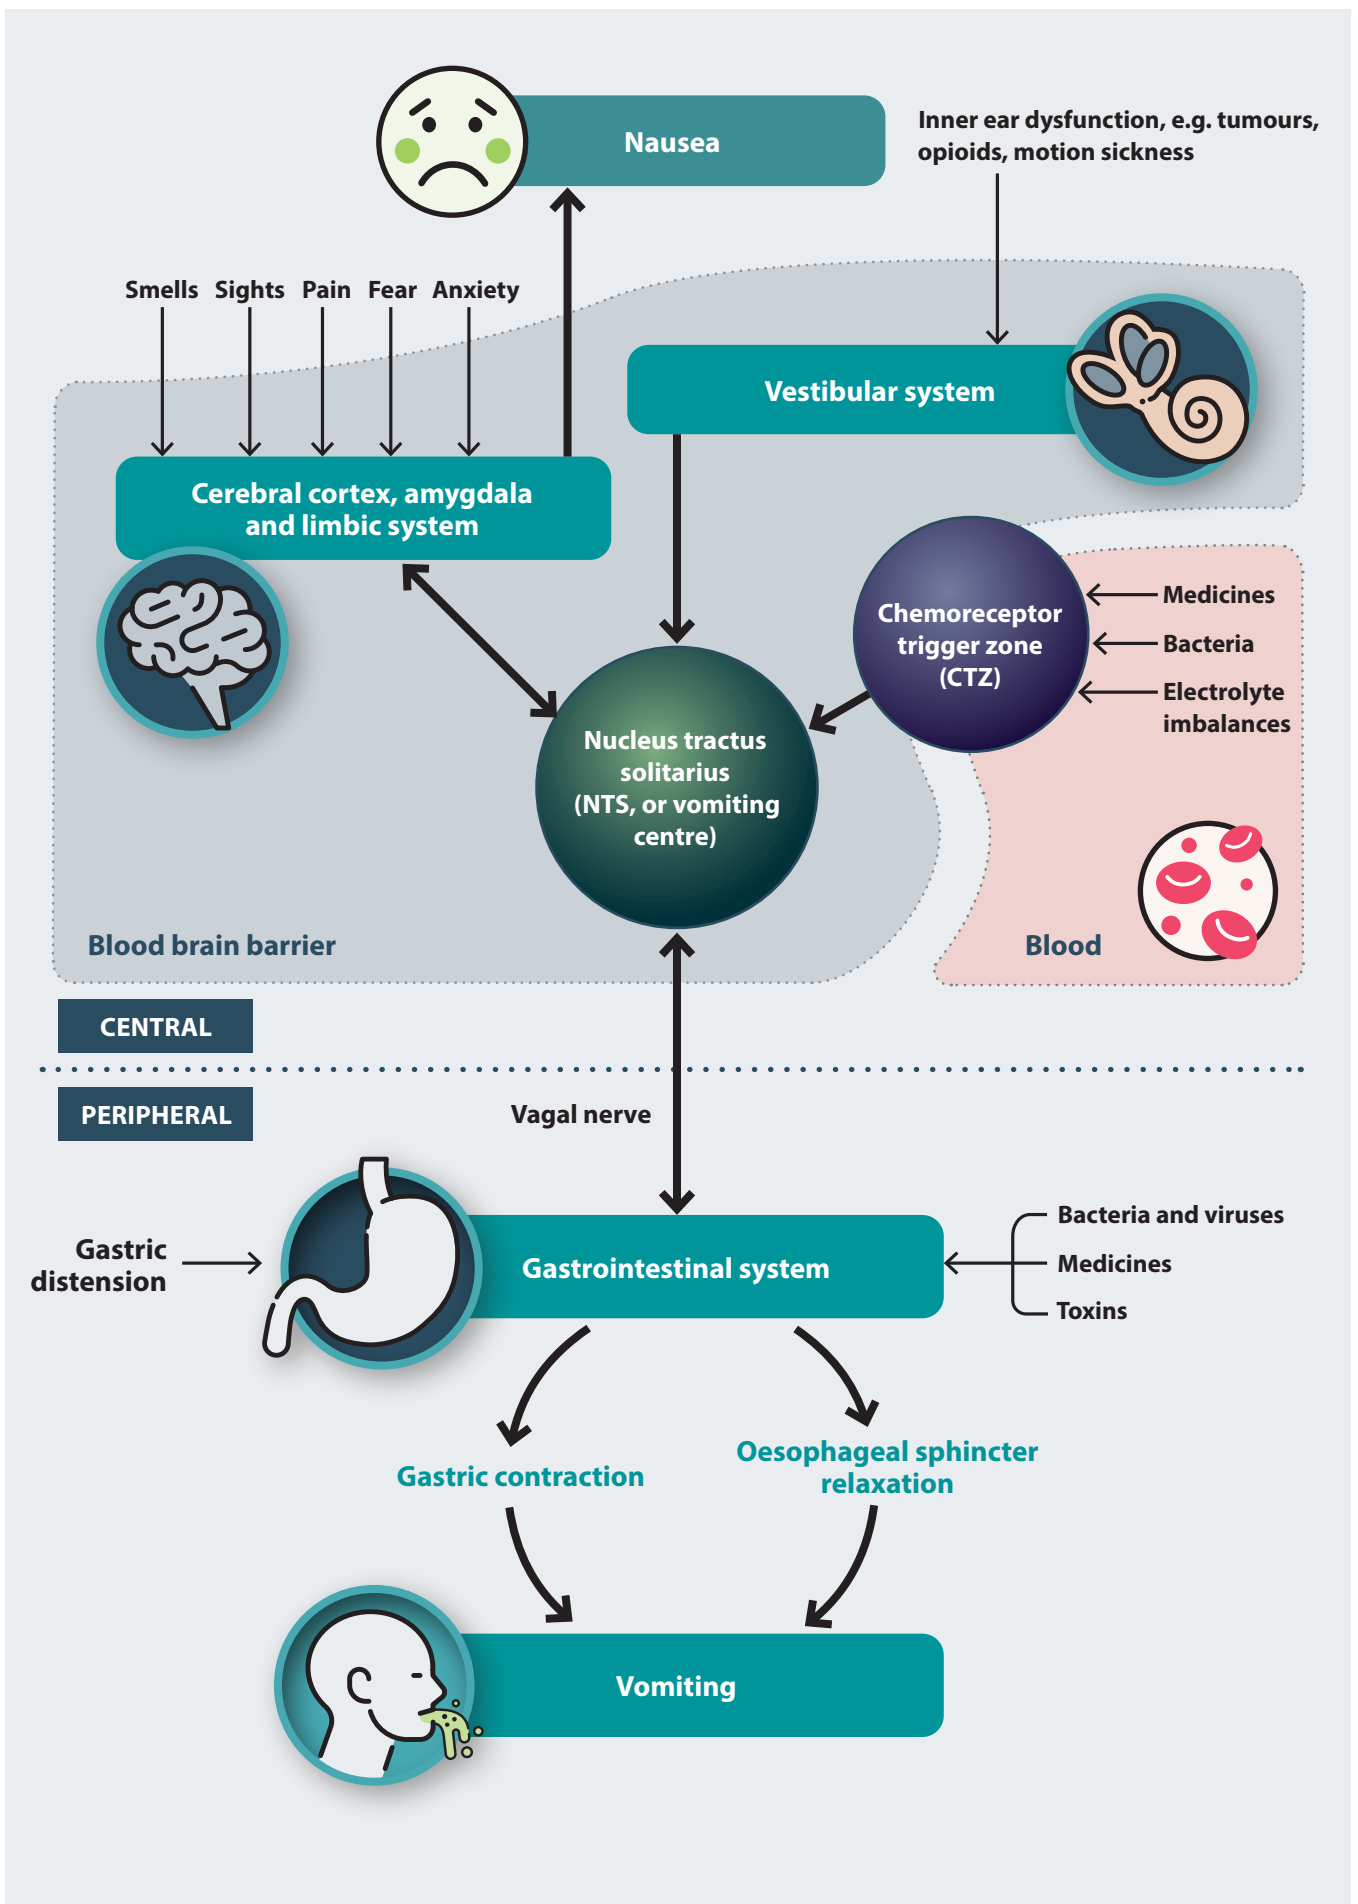 Nausea
Inner ear dysfunction, e.g. tumours,
opioids, motion sickness
Smells
Sights
Pain
Fear
Anxiety
Vestibular system
Cerebral cortex, amygdala
and limbic system
Chemoreceptor
trigger zone
(CTZ)
Medicines
Bacteria
Electrolyte
imbalances
Nucleus tractus
solitarius
(NTS, or vomiting
centre)
Blood brain barrier
Blood
CENTRAL
PERIPHERAL
Vagal nerve
Gastric
distension
Gastrointestinal system
Bacteria and viruses
Medicines
Toxins
Gastric contraction
Oesophageal sphincter
relaxation
Vomiting